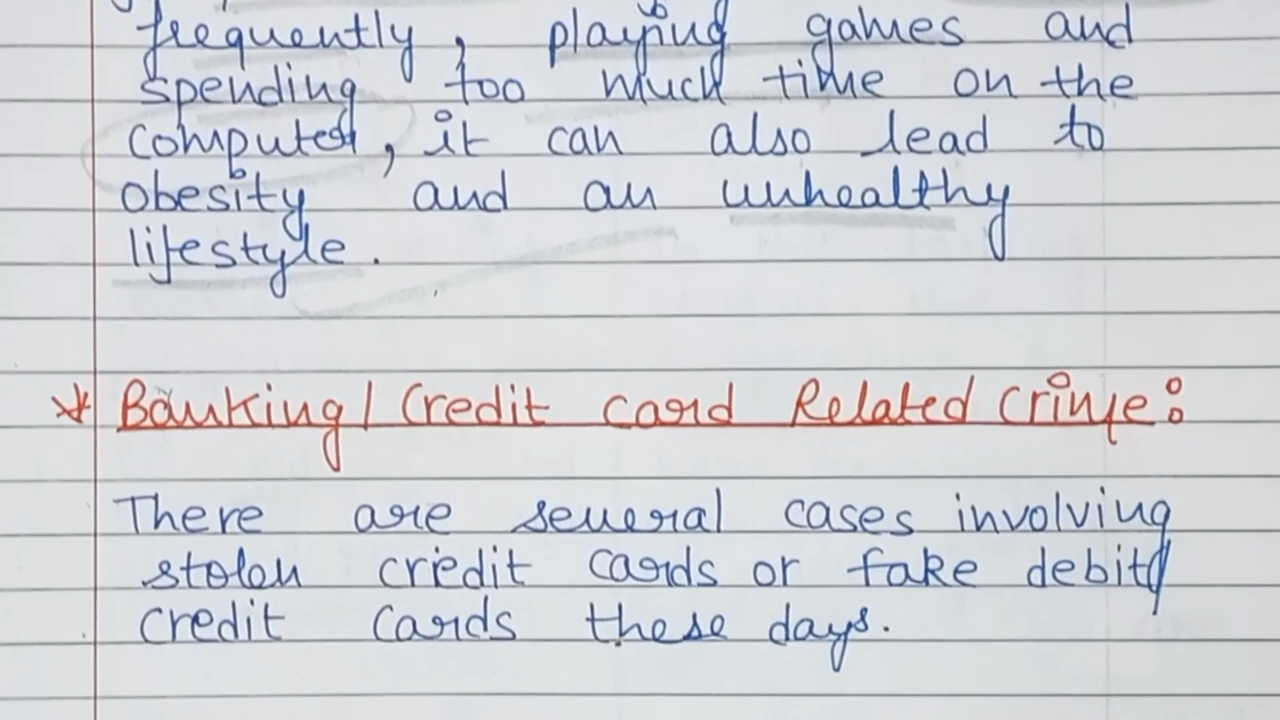 frequently, playing games and
spending too much time on the
computer, it can also lead to
obesity and an unhealthy
lifestyle.
* Banking/Credit card Related Crime:
There are several cases involving
stolen credit cards or fake debit/
credit cards these days.